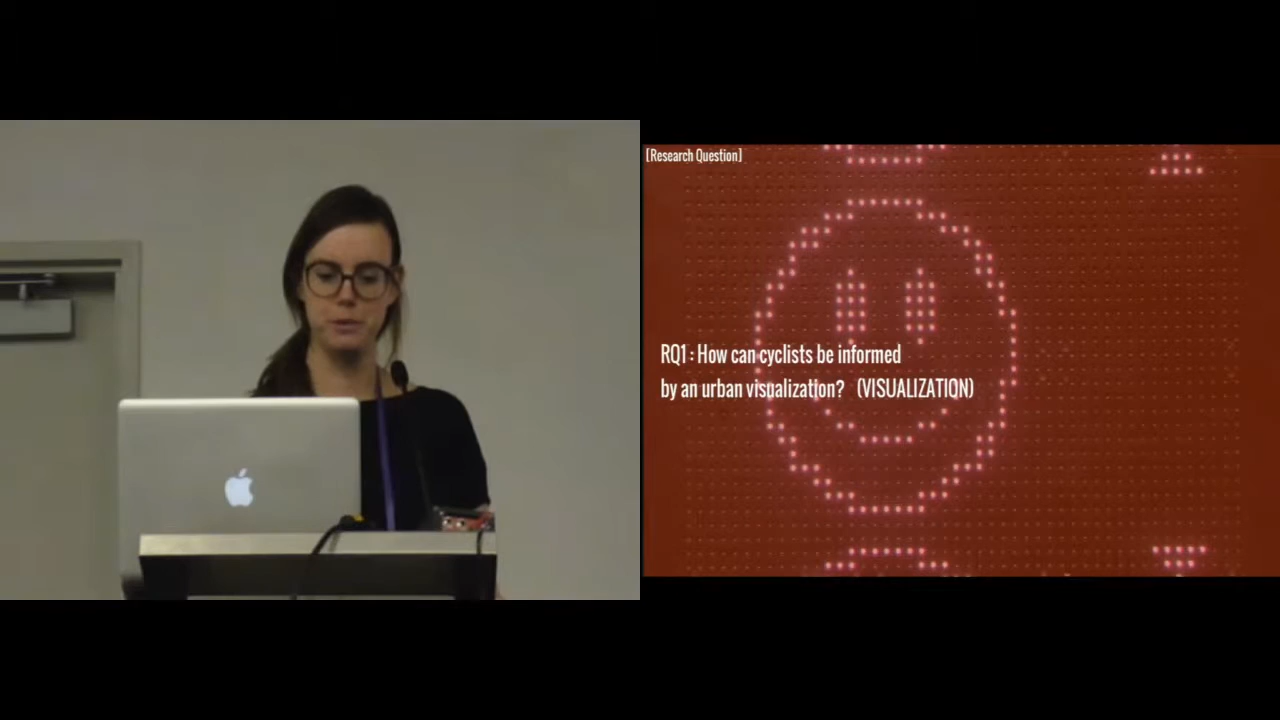 [Research Question]
RQ1 : How can cyclists be informed
by an urban visualization? (VISUALIZATION)